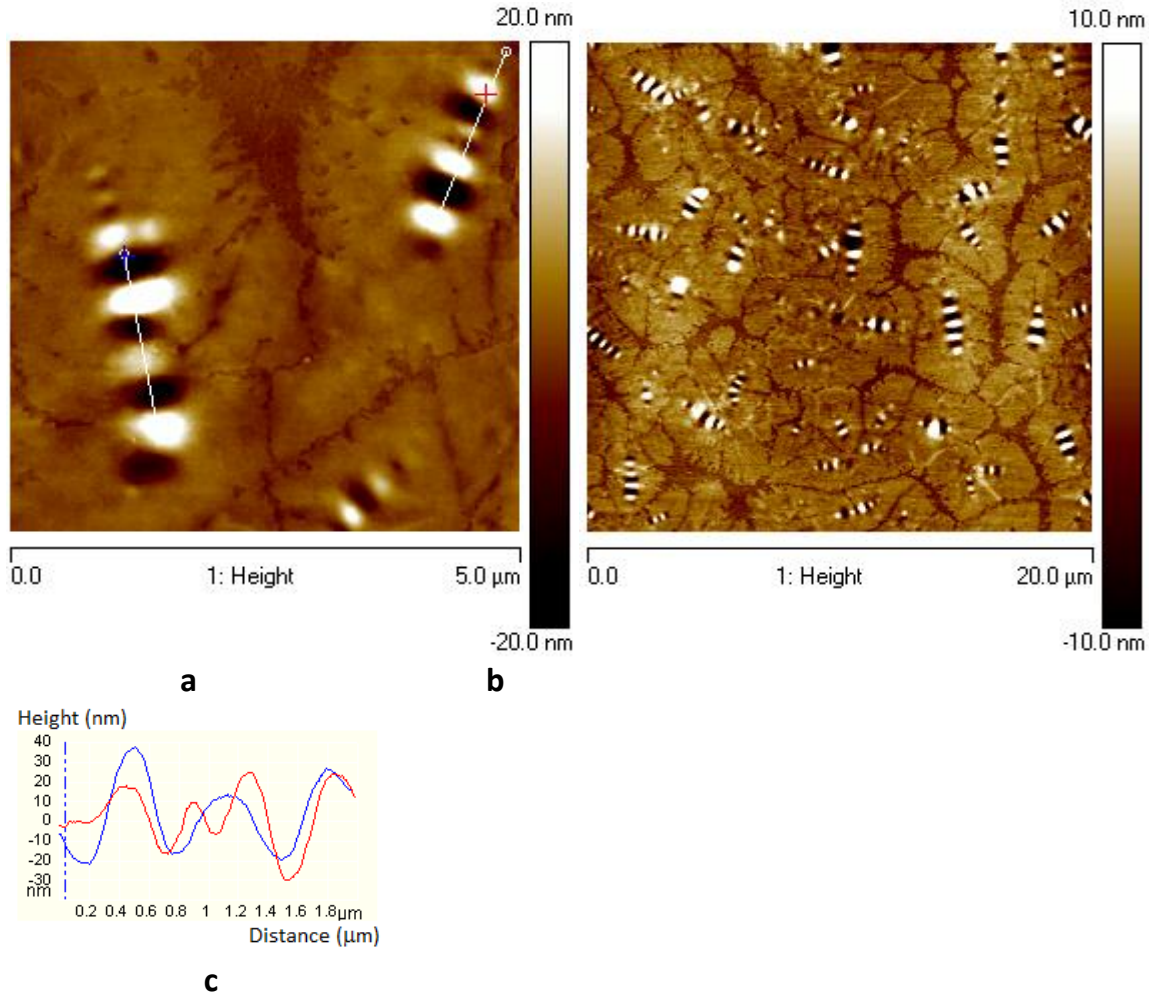 20.0 nm
10.0 nm
0.0 1: Height 5.0 µm
0.0 1: Height 20.0 µm
-20.0 nm
-10.0 nm
a b
Height (nm)
40
30
20
10
0
-10
-20
-30
nm
0.2 0.4 0.6 0.8 1 1.2 1.4 1.6 1.8 µm
Distance (µm)
c